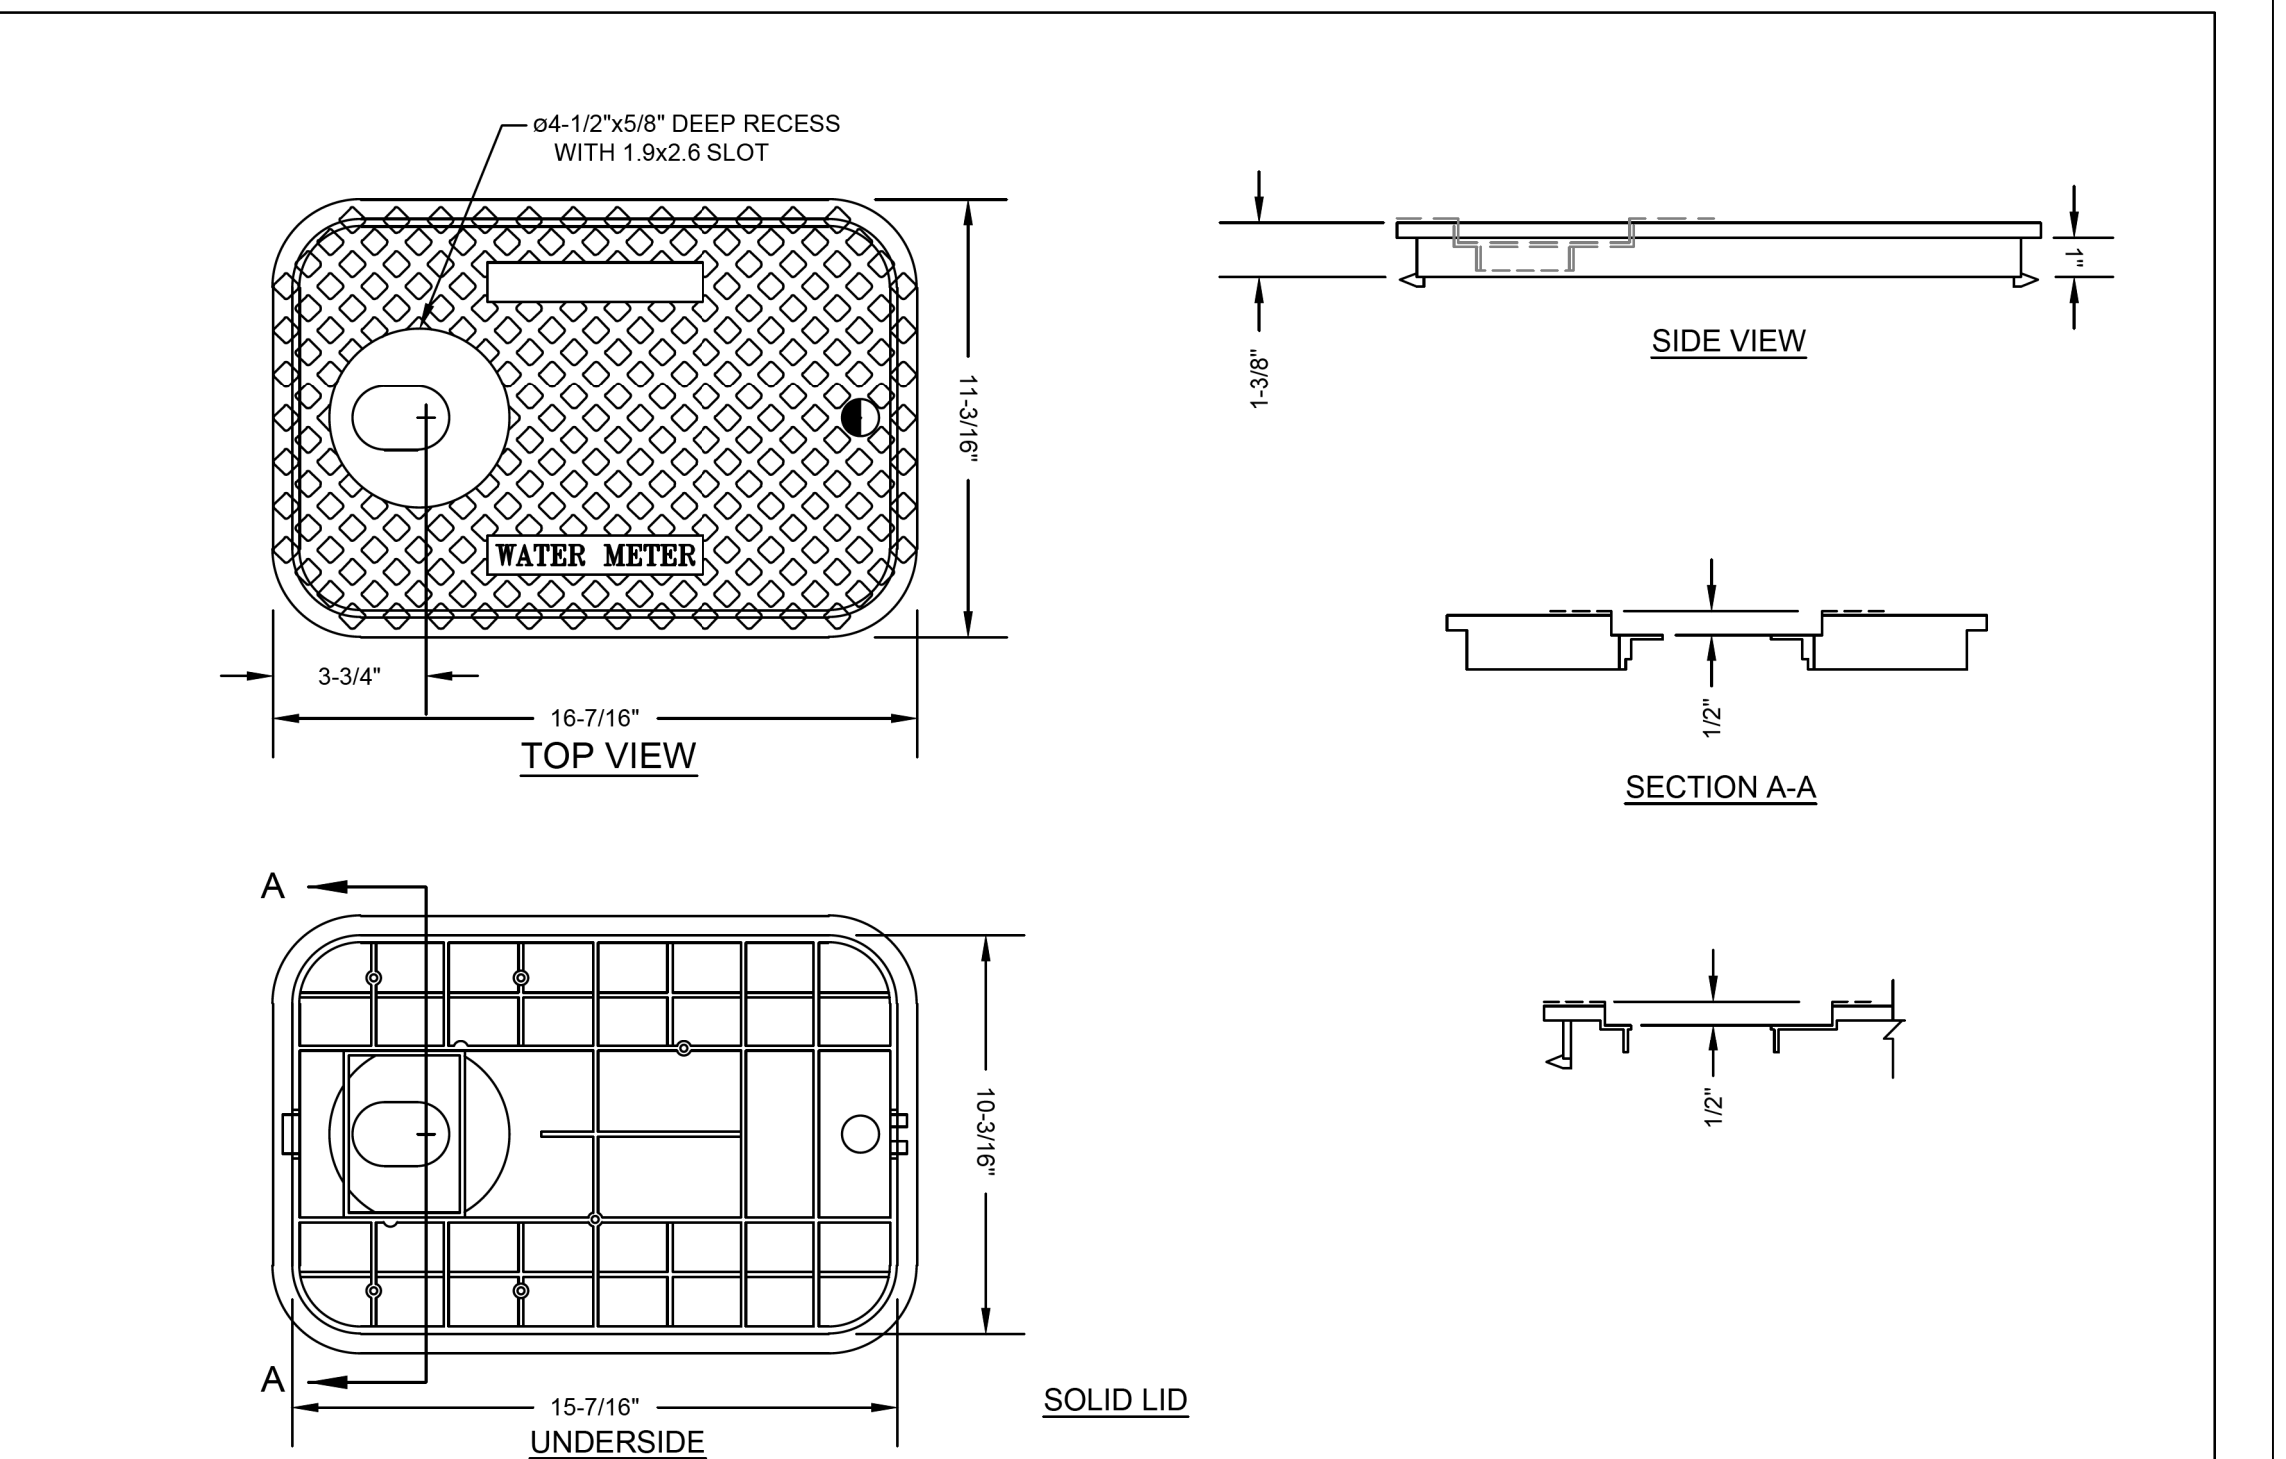 ø4-1/2"x5/8" DEEP RECESS
WITH 1.9x2.6 SLOT
WATER METER
11-3/16"
3-3/4"
16-7/16"
TOP VIEW
1-3/8"
1"
SIDE VIEW
1/2"
SECTION A-A
A
A
10-3/16"
15-7/16"
UNDERSIDE
1/2"
SOLID LID